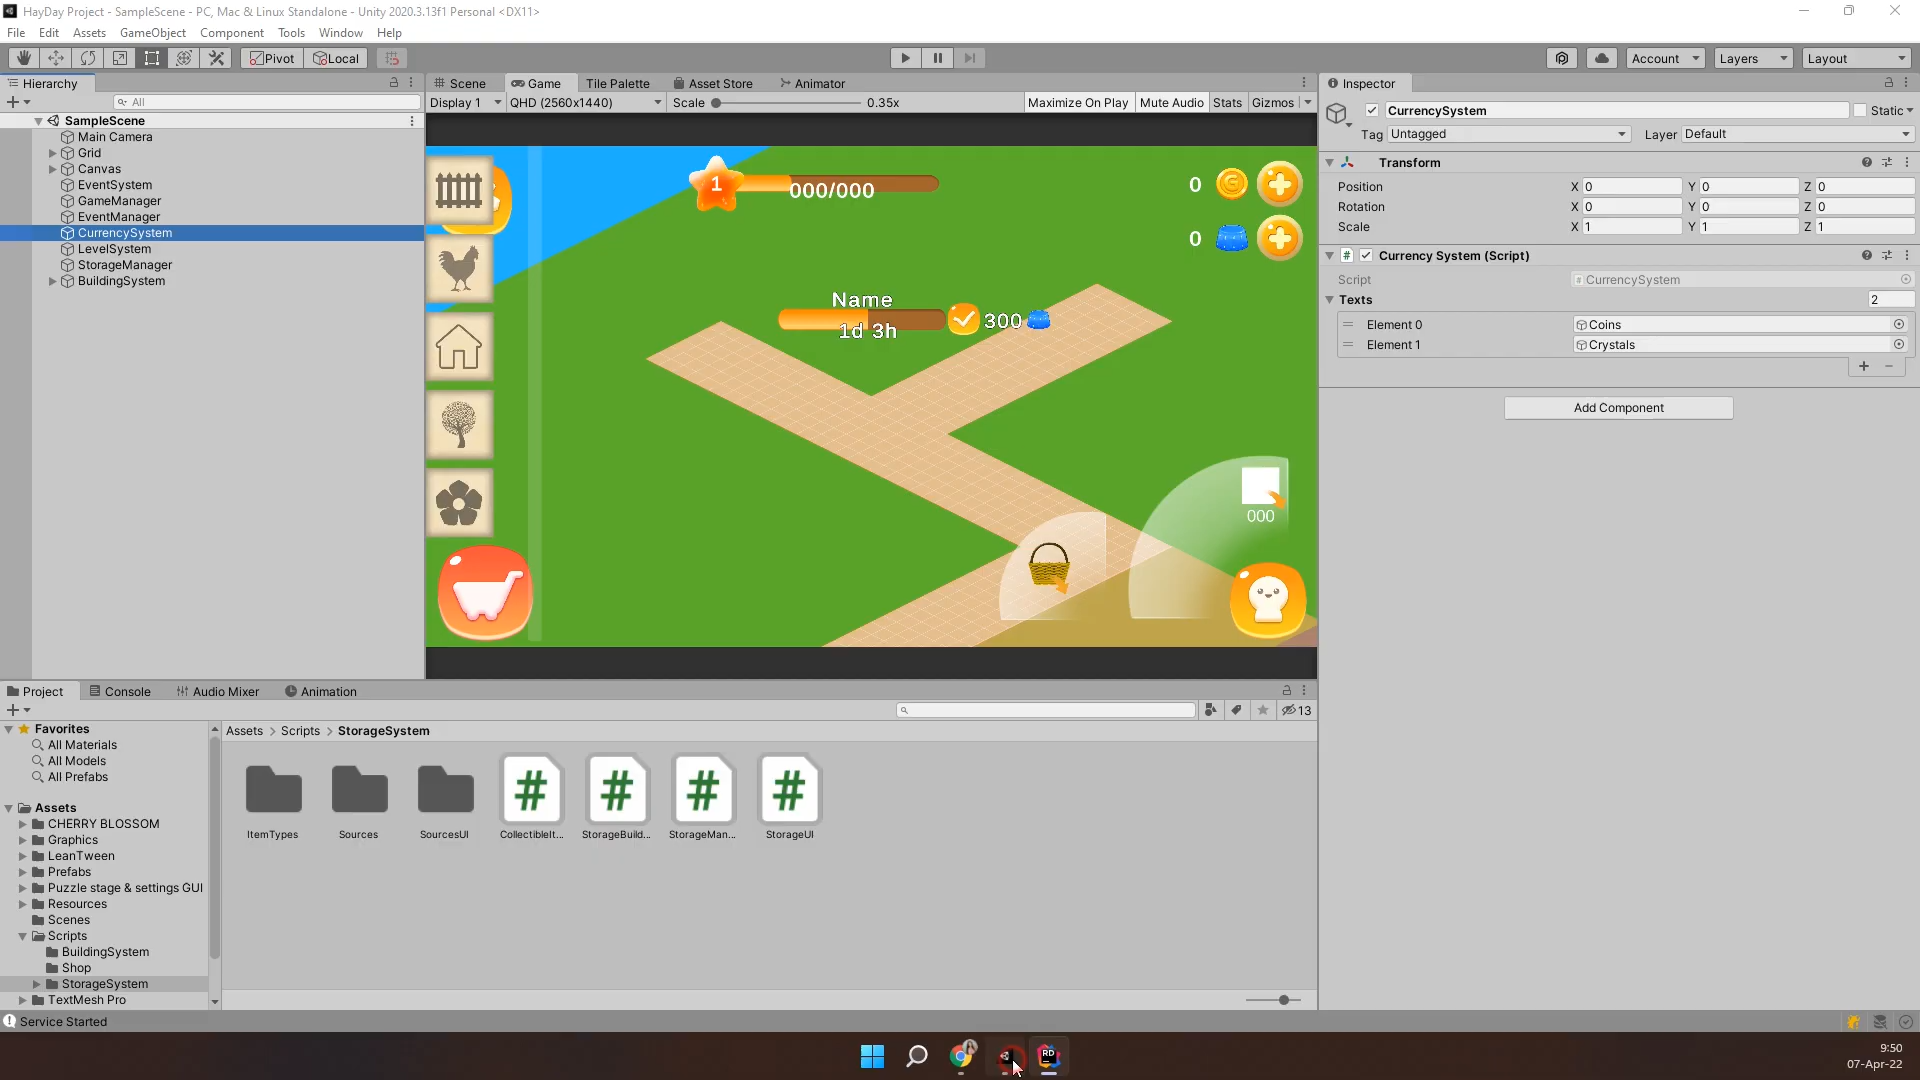 HayDay Project - SampleScene - PC, Mac & Linux Standalone - Unity 2020.3.13f1 Personal <DX11>
File Edit Assets GameObject Component Tools Window Help
Pivot Local Account Layers Layout
Hierarchy
All
SampleScene
Main Camera
Grid
Canvas
EventSystem
GameManager
EventManager
CurrencySystem
LevelSystem
StorageManager
BuildingSystem
Scene Game Tile Palette Asset Store Animator
Display 1 QHD (2560x1440) Scale 0.35x Maximize On Play Mute Audio Stats Gizmos
1
000/000
0
0
Name
1d 3h
300
000
Inspector
CurrencySystem Static
Tag Untagged Layer Default
Transform
Position X 0 Y 0 Z 0
Rotation X 0 Y 0 Z 0
Scale X 1 Y 1 Z 1
# Currency System (Script)
Script CurrencySystem
Texts 2
Element 0 Coins
Element 1 Crystals
Add Component
Project Console Audio Mixer Animation
13
Favorites
All Materials
All Models
All Prefabs
Assets
CHERRY BLOSSOM
Graphics
LeanTween
Prefabs
Puzzle stage & settings GUI
Resources
Scenes
Scripts
BuildingSystem
Shop
StorageSystem
TextMesh Pro
Assets > Scripts > StorageSystem
# # # #
ItemTypes Sources SourcesUI CollectibleIt... StorageBuild... StorageMan... StorageUI
Service Started
RD
9:50
07-Apr-22